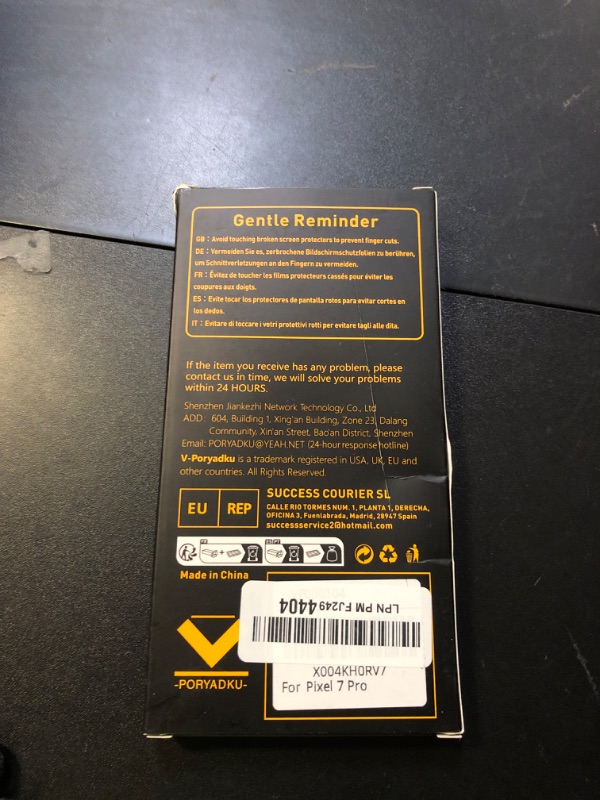 Gentle Reminder
GB : Avoid touching broken screen protectors to prevent finger cuts.
DE : Vermeiden Sie es, zerbrochene Bildschirmschutzfolien zu berühren,
um Schnittverletzungen an den Fingern zu vermeiden.
FR : Évitez de toucher les films protecteurs cassés pour éviter les
coupures aux doigts.
ES : Evite tocar los protectores de pantalla rotos para evitar cortes en
los dedos.
IT : Evitare di toccare i vetri protettivi rotti per evitare tagli alle dita.
If the item you receive has any problem, please
contact us in time, we will solve your problems
within 24 HOURS.
Shenzhen Jiankezhi Network Technology Co., Ltd
ADD: 604, Building 1, Xing'an Building, Zone 23, Dalang
Community, Xin'an Street, Bao'an District, Shenzhen
Email: PORYADKU@YEAH.NET (24-hour response hotline)
V-Poryadku is a trademark registered in USA, UK, EU and
other countries. All Rights Reserved.
EU REP
SUCCESS COURIER SL
CALLE RIO TORMES NUM. 1, PLANTA 1, DERECHA,
OFICINA 3, Fuenlabrada, Madrid, 28947 Spain
successservice2@hotmail.com
Made in China
LPN PM FJ249 4404
X004KH0RV7
For Pixel 7 Pro
-PORYADKU-